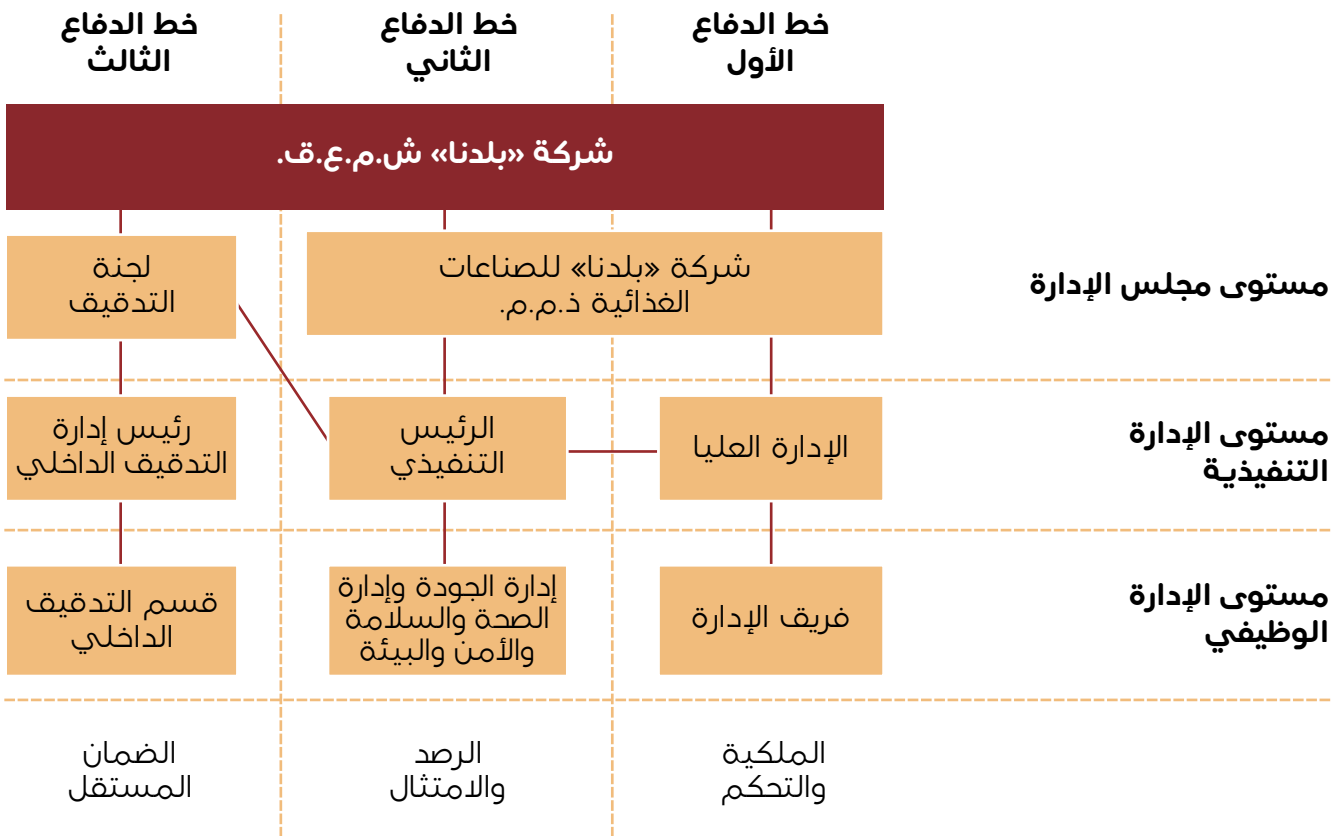 خط الدفاع
الأول
خط الدفاع
الثاني
خط الدفاع
الثالث
شركة «بلدنا» ش.م.ع.ق.
مستوى مجلس الإدارة
شركة «بلدنا» للصناعات
الغذائية ذ.م.م.
لجنة
التدقيق
مستوى الإدارة
التنفيذية
الإدارة العليا
الرئيس
التنفيذي
رئيس إدارة
التدقيق الداخلي
مستوى الإدارة
الوظيفي
فريق الإدارة
إدارة الجودة وإدارة
الصحة والسلامة
والأمن والبيئة
قسم التدقيق
الداخلي
الملكية
والتحكم
الرصد
والامتثال
الضمان
المستقل